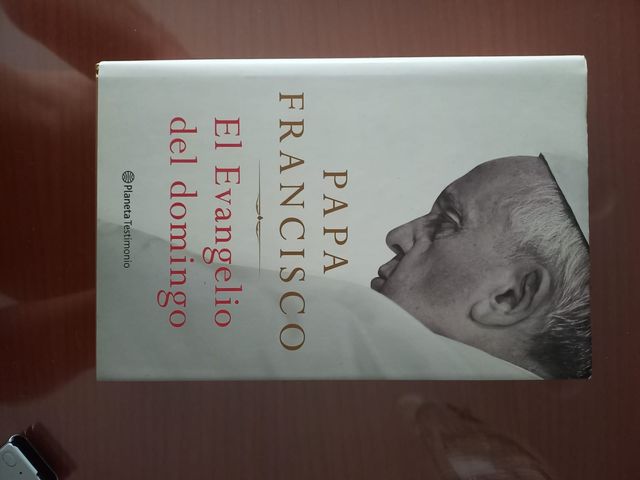 PAPA
FRANCISCO
El Evangelio
del domingo
Planeta Testimonio